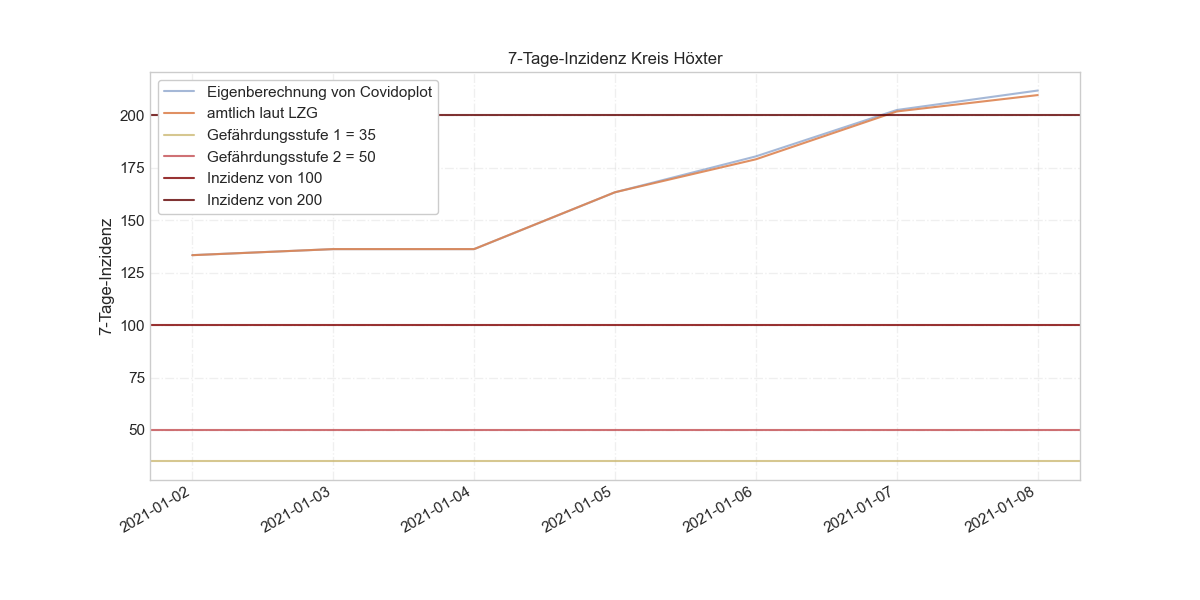 7-Tage-Inzidenz Kreis Höxter
Eigenberechnung von Covidoplot
amtlich laut LZG
Gefährdungsstufe 1 = 35
Gefährdungsstufe 2 = 50
Inzidenz von 100
Inzidenz von 200
7-Tage-Inzidenz
200
175
150
125
100
75
50
2021-01-02
2021-01-03
2021-01-04
2021-01-05
2021-01-06
2021-01-07
2021-01-08